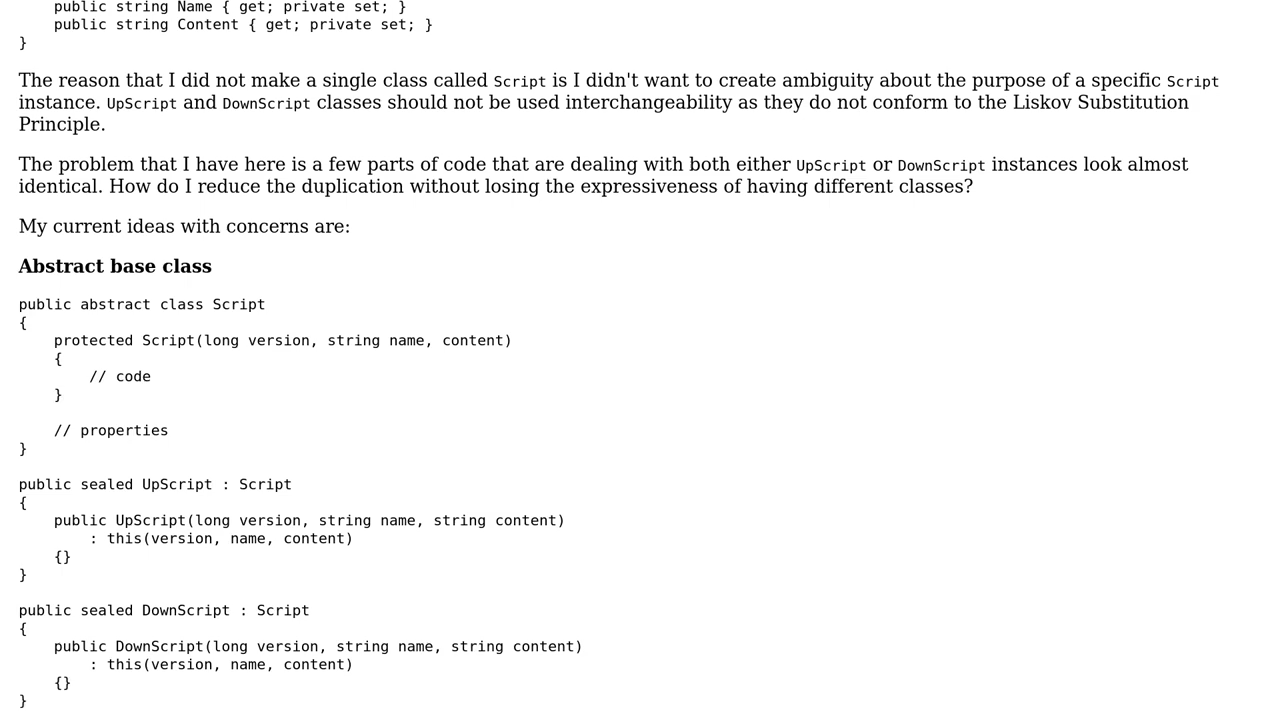 public string Name { get; private set; }
    public string Content { get; private set; }
}
The reason that I did not make a single class called Script is I didn't want to create ambiguity about the purpose of a specific Script
instance. UpScript and DownScript classes should not be used interchangeability as they do not conform to the Liskov Substitution
Principle.
The problem that I have here is a few parts of code that are dealing with both either UpScript or DownScript instances look almost
identical. How do I reduce the duplication without losing the expressiveness of having different classes?
My current ideas with concerns are:
Abstract base class
public abstract class Script
{
    protected Script(long version, string name, content)
    {
        // code
    }
    // properties
}
public sealed UpScript : Script
{
    public UpScript(long version, string name, string content)
        : this(version, name, content)
    {}
}
public sealed DownScript : Script
{
    public DownScript(long version, string name, string content)
        : this(version, name, content)
    {}
}